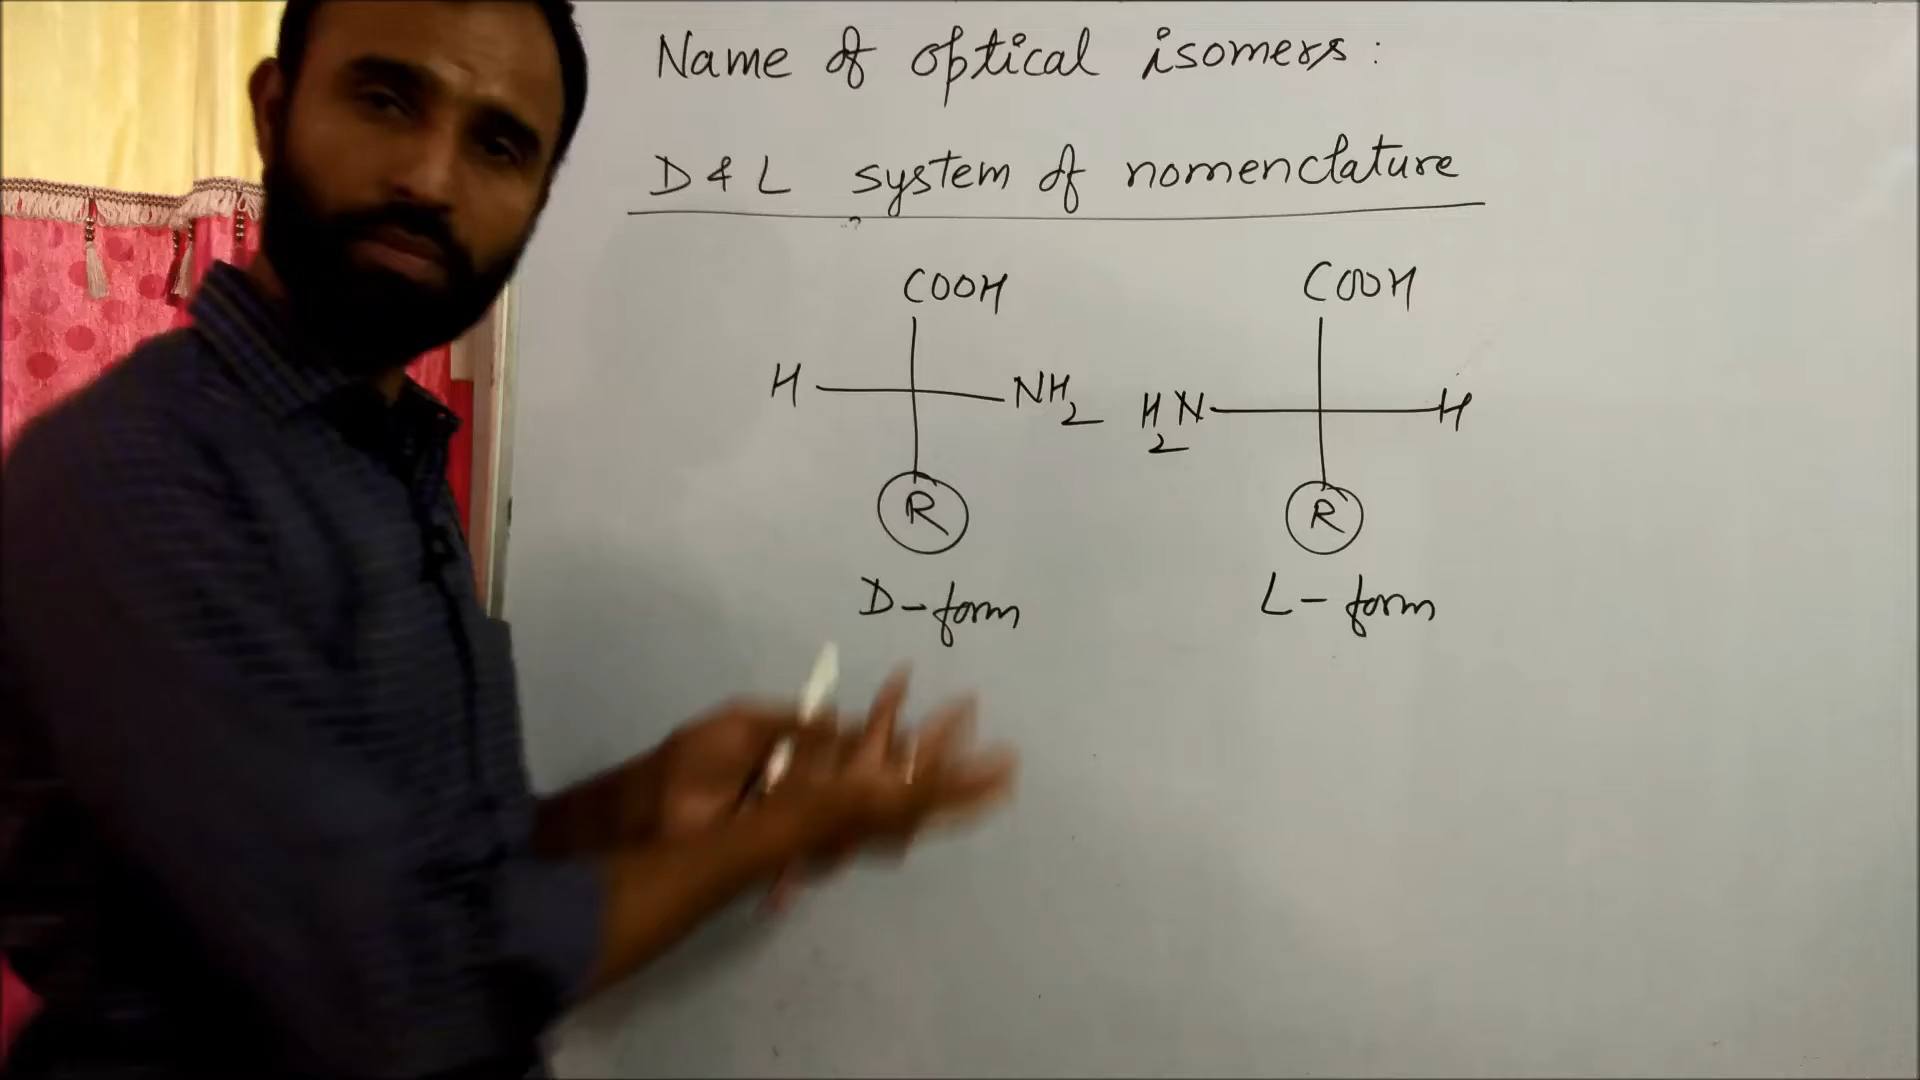 Name of optical isomers :
D & L system of nomenclature
COOH COOH
H NH2 H2N H
R R
D-form L-form